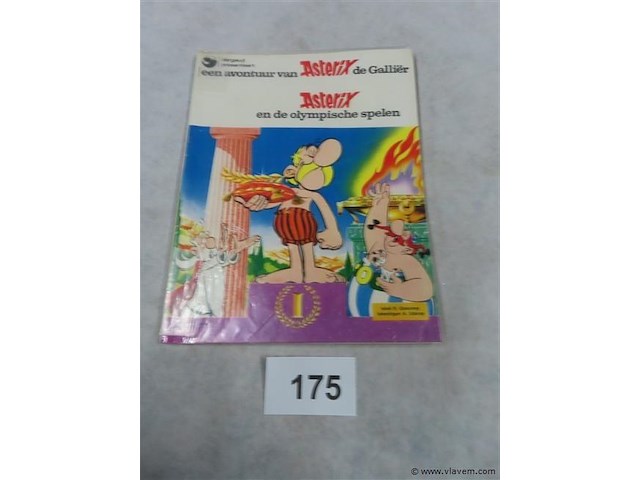 een avontuur van Asterix de Galliër
Asterix
en de olympische spelen
I
175
© www.vlavem.com